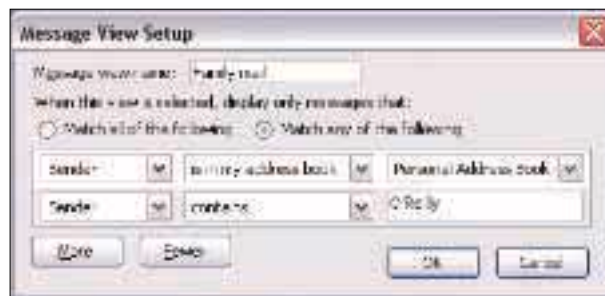 Message View Setup
Message view name: Family mail
When this view is selected, display only messages that:
Match all of the following Match any of the following
Sender is in my address book Personal Address Book
Sender contains O'Reilly
More Fewer
OK Cancel